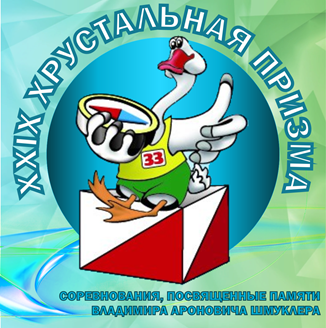 XXIX ХРУСТАЛЬНАЯ ПРИЗМА
33
СОРЕВНОВАНИЯ, ПОСВЯЩЕННЫЕ ПАМЯТИ
ВЛАДИМИРА АРОНОВИЧА ШМУКЛЕРА